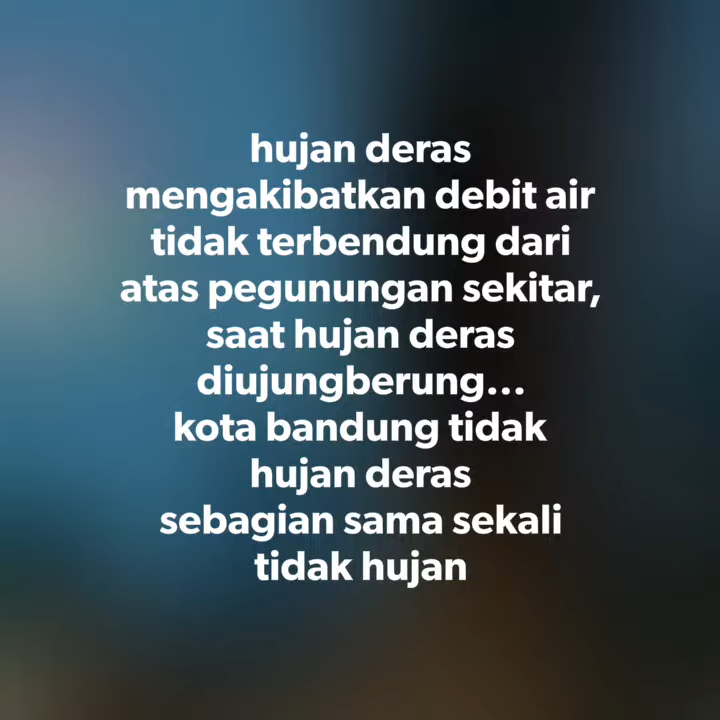 hujan deras
mengakibatkan debit air
tidak terbendung dari
atas pegunungan sekitar,
saat hujan deras
diujungberung...
kota bandung tidak
hujan deras
sebagian sama sekali
tidak hujan